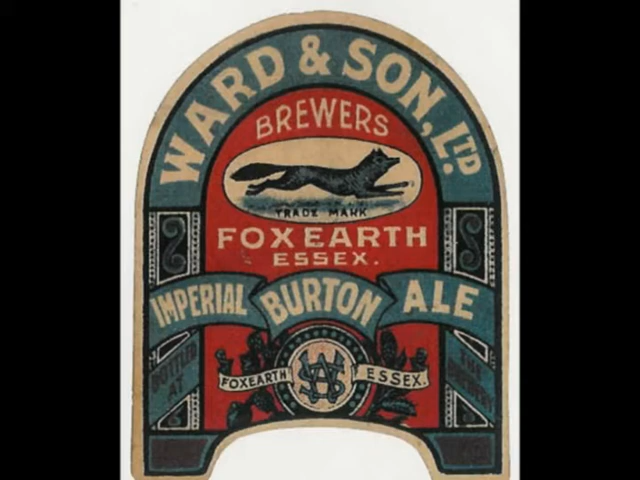 WARD & SON, LTD.
BREWERS
TRADE MARK
FOXEARTH
ESSEX.
IMPERIAL BURTON ALE
FOXEARTH ESSEX.
BOTTLED AT
THE BREWERY